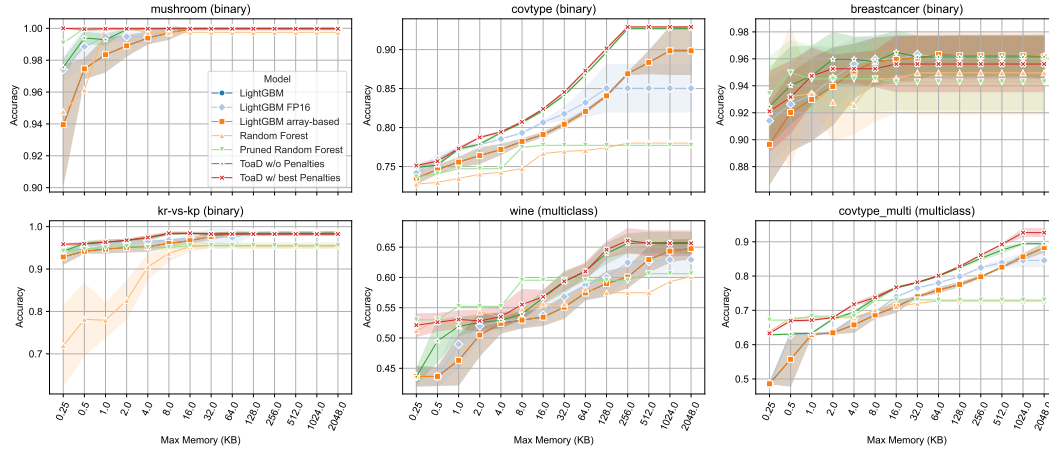 mushroom (binary)
Accuracy
1.00
0.98
0.96
0.94
0.92
0.90
Model
LightGBM
LightGBM FP16
LightGBM array-based
Random Forest
Pruned Random Forest
ToaD w/o Penalties
ToaD w/ best Penalties
covtype (binary)
Accuracy
0.90
0.85
0.80
0.75
breastcancer (binary)
Accuracy
0.98
0.96
0.94
0.92
0.90
0.88
kr-vs-kp (binary)
Accuracy
1.0
0.9
0.8
0.7
0.25 0.5 1.0 2.0 4.0 8.0 16.0 32.0 64.0 128.0 256.0 512.0 1024.0 2048.0
Max Memory (KB)
wine (multiclass)
Accuracy
0.65
0.60
0.55
0.50
0.45
0.25 0.5 1.0 2.0 4.0 8.0 16.0 32.0 64.0 128.0 256.0 512.0 1024.0 2048.0
Max Memory (KB)
covtype_multi (multiclass)
Accuracy
0.9
0.8
0.7
0.6
0.5
0.25 0.5 1.0 2.0 4.0 8.0 16.0 32.0 64.0 128.0 256.0 512.0 1024.0 2048.0
Max Memory (KB)